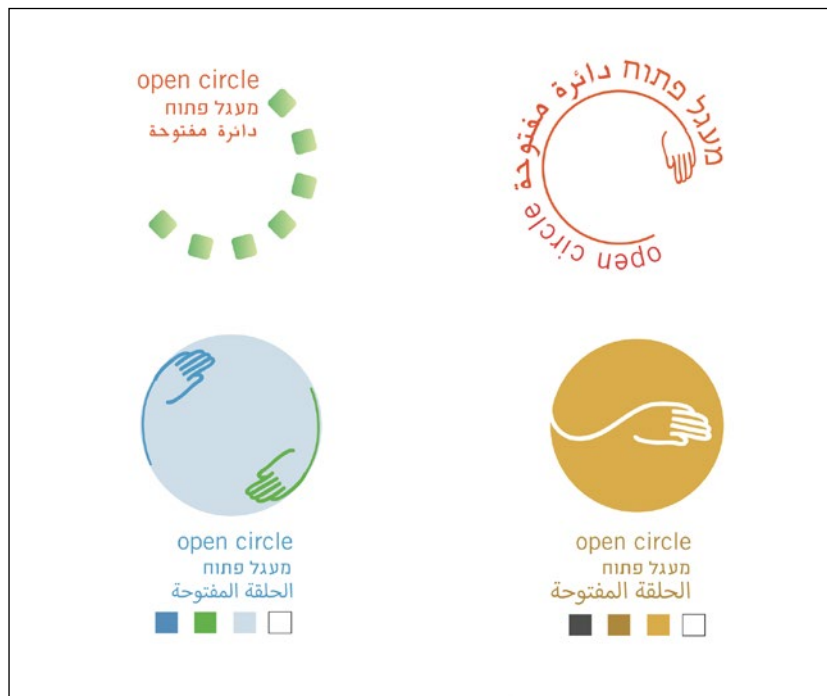 open circle
מעגל פתוח
دائرة مفتوحة
מעגל פתוח دائرة مفتوحة open circle
open circle
מעגל פתוח
الحلقة المفتوحة
open circle
מעגל פתוח
الحلقة المفتوحة